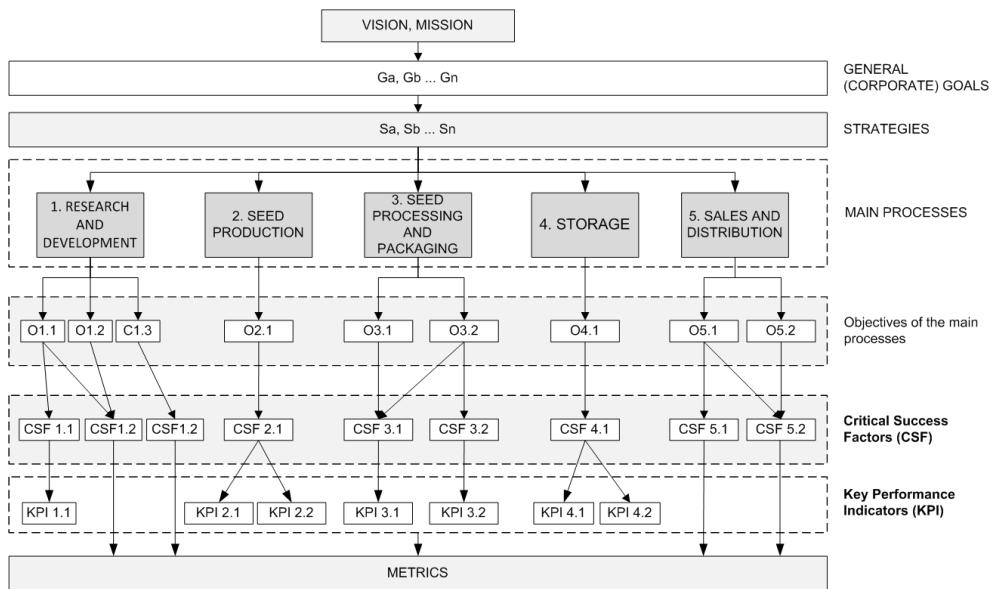 VISION, MISSION
Ga, Gb ... Gn
GENERAL
(CORPORATE) GOALS
Sa, Sb ... Sn
STRATEGIES
1. RESEARCH
AND
DEVELOPMENT
2. SEED
PRODUCTION
3. SEED
PROCESSING
AND
PACKAGING
4. STORAGE
5. SALES AND
DISTRIBUTION
MAIN PROCESSES
O1.1
O1.2
C1.3
O2.1
O3.1
O3.2
O4.1
O5.1
O5.2
Objectives of the main
processes
CSF 1.1
CSF1.2
CSF1.2
CSF 2.1
CSF 3.1
CSF 3.2
CSF 4.1
CSF 5.1
CSF 5.2
Critical Success
Factors (CSF)
KPI 1.1
KPI 2.1
KPI 2.2
KPI 3.1
KPI 3.2
KPI 4.1
KPI 4.2
Key Performance
Indicators (KPI)
METRICS